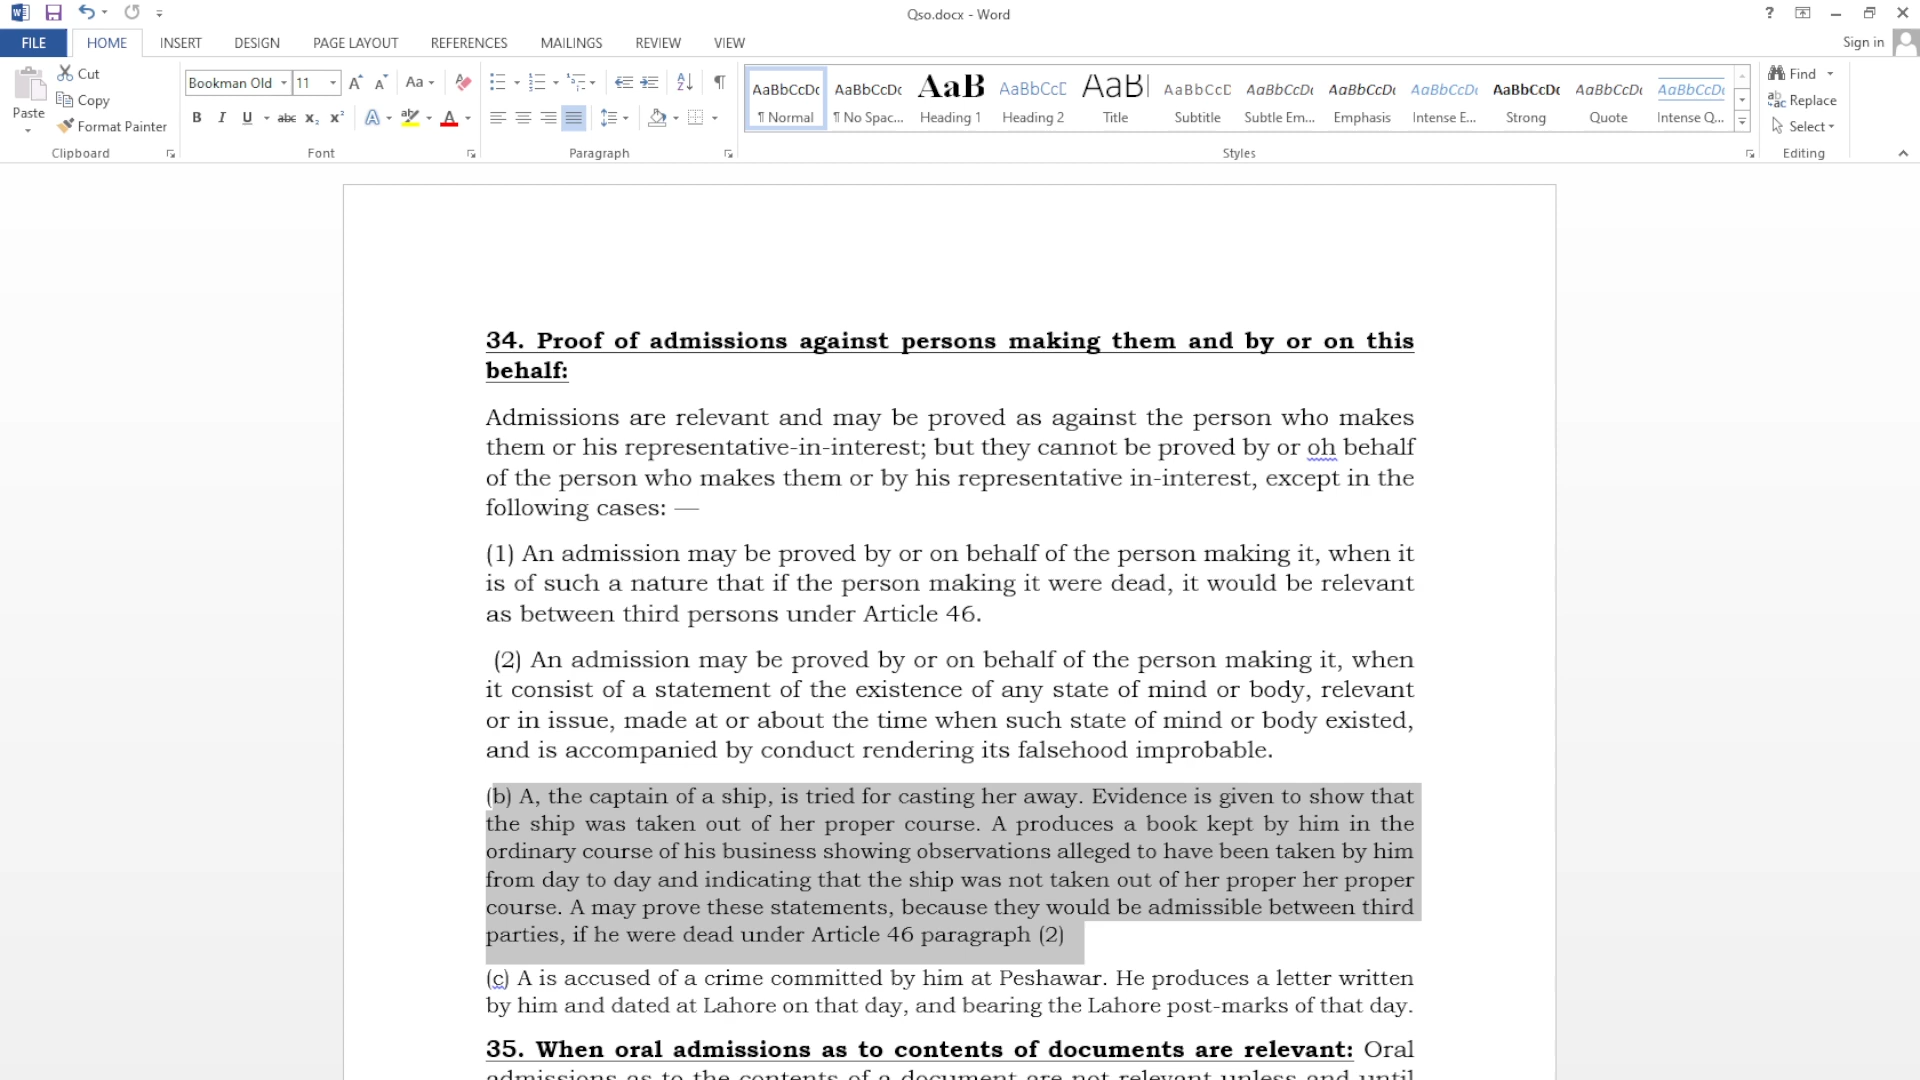 Qso.docx - Word
FILE HOME INSERT DESIGN PAGE LAYOUT REFERENCES MAILINGS REVIEW VIEW Sign in
Paste
Cut
Copy
Format Painter
Clipboard
Bookman Old 11
Font
Paragraph
AaBbCcDc AaBbCcDc AaB AaBbCcC AaB AaBbCcC AaBbCcDc AaBbCcDc AaBbCcDc AaBbCcDc AaBbCcDc AaBbCcDc
¶ Normal ¶ No Spac... Heading 1 Heading 2 Title Subtitle Subtle Em... Emphasis Intense E... Strong Quote Intense Q...
Styles
Find
Replace
Select
Editing
34. Proof of admissions against persons making them and by or on this
behalf:
Admissions are relevant and may be proved as against the person who makes
them or his representative-in-interest; but they cannot be proved by or oh behalf
of the person who makes them or by his representative in-interest, except in the
following cases: —
(1) An admission may be proved by or on behalf of the person making it, when it
is of such a nature that if the person making it were dead, it would be relevant
as between third persons under Article 46.
(2) An admission may be proved by or on behalf of the person making it, when
it consist of a statement of the existence of any state of mind or body, relevant
or in issue, made at or about the time when such state of mind or body existed,
and is accompanied by conduct rendering its falsehood improbable.
(b) A, the captain of a ship, is tried for casting her away. Evidence is given to show that
the ship was taken out of her proper course. A produces a book kept by him in the
ordinary course of his business showing observations alleged to have been taken by him
from day to day and indicating that the ship was not taken out of her proper her proper
course. A may prove these statements, because they would be admissible between third
parties, if he were dead under Article 46 paragraph (2)
(c) A is accused of a crime committed by him at Peshawar. He produces a letter written
by him and dated at Lahore on that day, and bearing the Lahore post-marks of that day.
35. When oral admissions as to contents of documents are relevant: Oral
admissions as to the contents of a document are not relevant unless and until